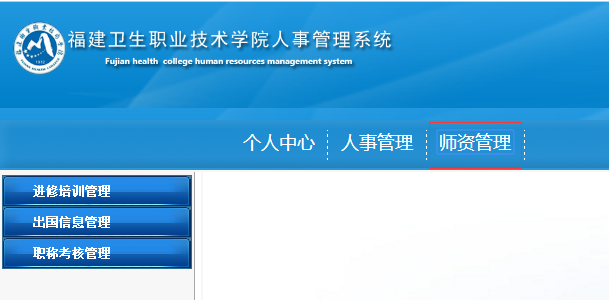 福建卫生职业技术学院人事管理系统
Fujian health college human resources management system
个人中心 人事管理 师资管理
进修培训管理
出国信息管理
职称考核管理